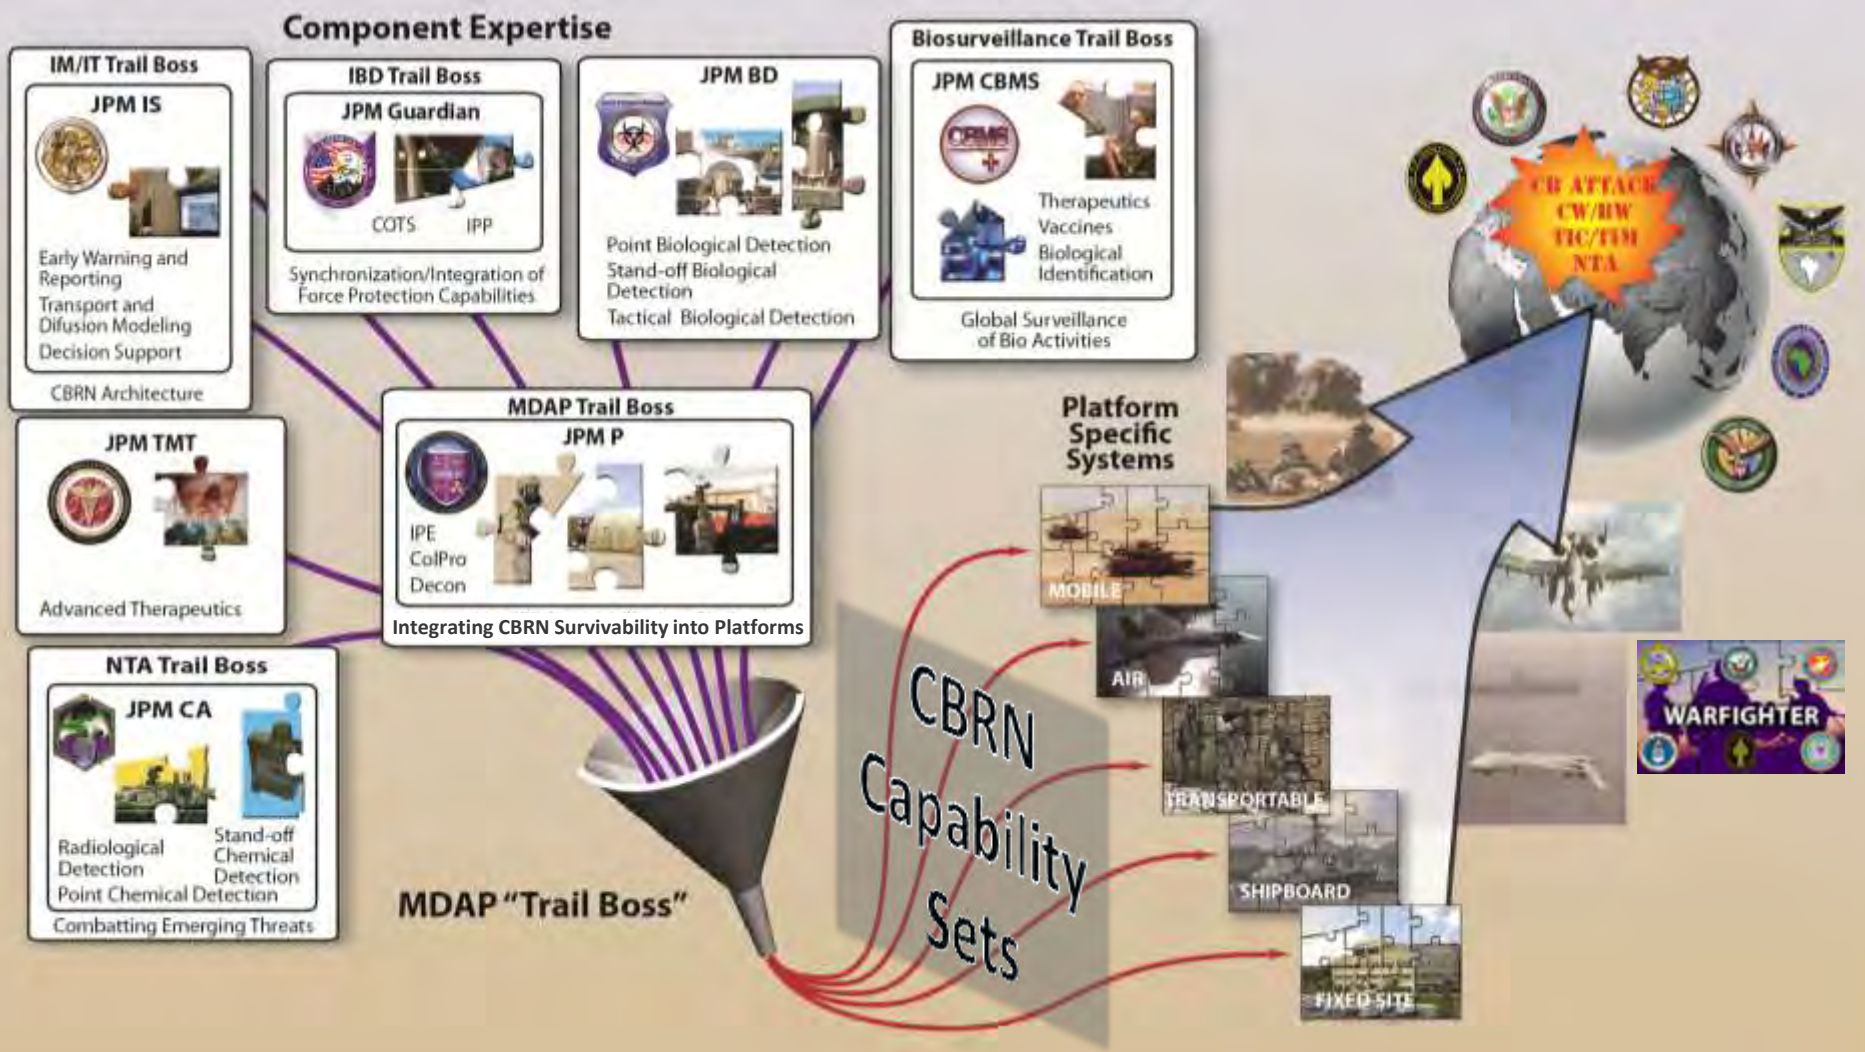 Component Expertise
IM/IT Trail Boss
JPM IS
Early Warning and
Reporting
Transport and
Difusion Modeling
Decision Support
CBRN Architecture
IBD Trail Boss
JPM Guardian
COTS
IPP
Synchronization/Integration of
Force Protection Capabilities
JPM BD
Point Biological Detection
Stand-off Biological
Detection
Tactical Biological Detection
Biosurveillance Trail Boss
JPM CBMS
CBMS
Therapeutics
Vaccines
Biological
Identification
Global Surveillance
of Bio Activities
JPM TMT
Advanced Therapeutics
MDAP Trail Boss
JPM P
IPE
ColPro
Decon
Integrating CBRN Survivability into Platforms
NTA Trail Boss
JPM CA
Radiological
Detection
Stand-off
Chemical
Detection
Point Chemical Detection
Combatting Emerging Threats
MDAP "Trail Boss"
CBRN
Capability
Sets
Platform
Specific
Systems
MOBILE
AIR
TRANSPORTABLE
SHIPBOARD
FIXED SITE
CB ATTACK
CW/BW
TIC/TIM
NTA
WARFIGHTER